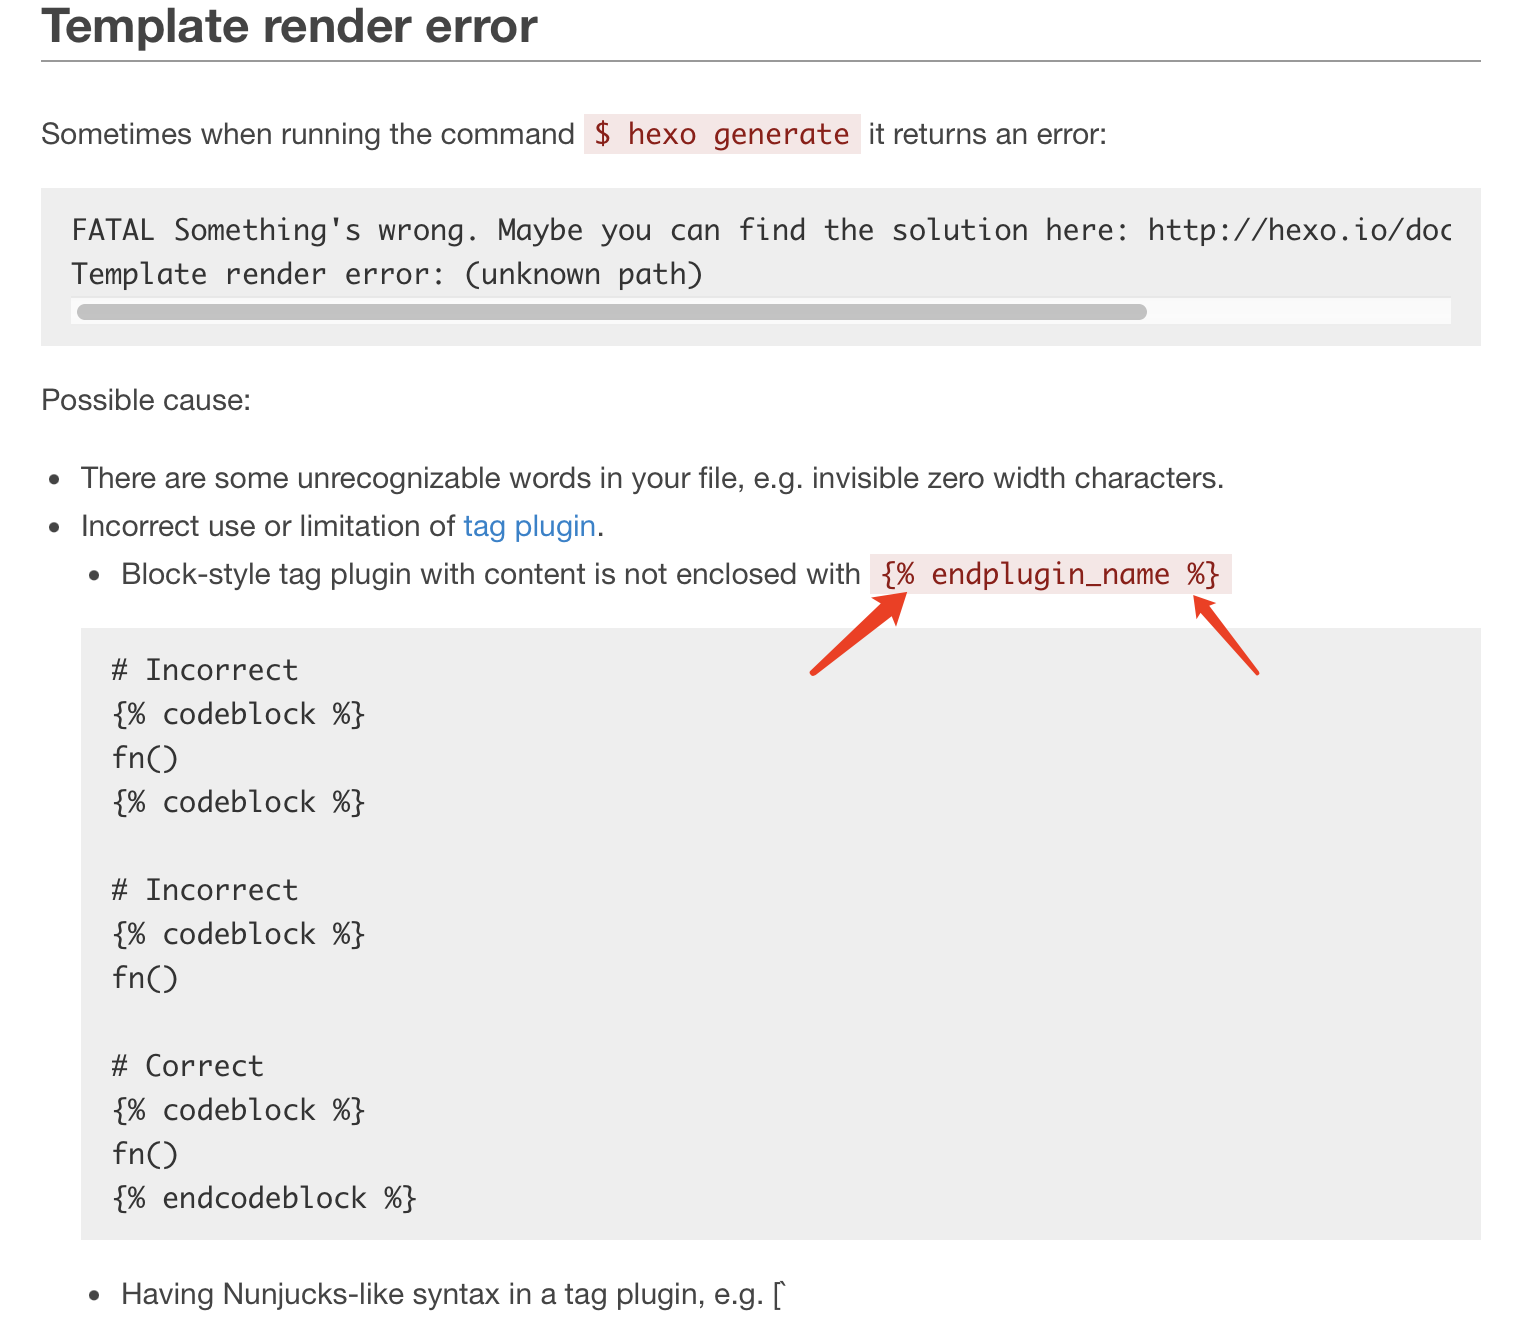 Template render error
Sometimes when running the command $ hexo generate it returns an error:
FATAL Something's wrong. Maybe you can find the solution here: http://hexo.io/doc
Template render error: (unknown path)
Possible cause:
• There are some unrecognizable words in your file, e.g. invisible zero width characters.
• Incorrect use or limitation of tag plugin.
• Block-style tag plugin with content is not enclosed with {% endplugin_name %}
# Incorrect
{% codeblock %}
fn()
{% codeblock %}
# Incorrect
{% codeblock %}
fn()
# Correct
{% codeblock %}
fn()
{% endcodeblock %}
• Having Nunjucks-like syntax in a tag plugin, e.g. [`